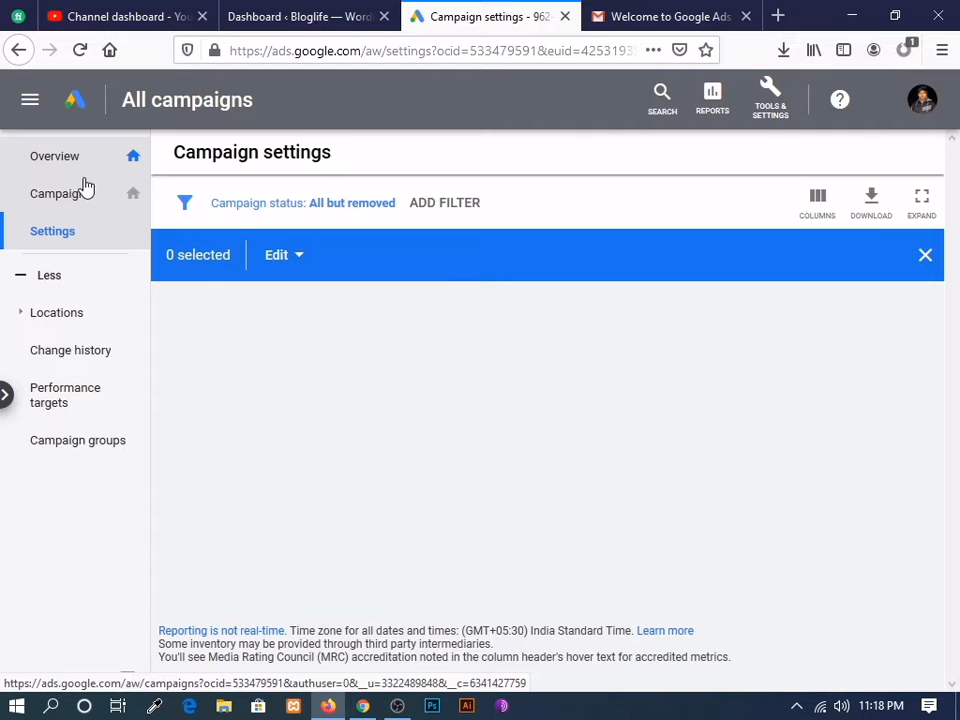 Channel dashboard - You
Dashboard ‹ Bloglife — Word
Campaign settings - 962-
Welcome to Google Ads
https://ads.google.com/aw/settings?ocid=533479591&euid=42531935
1
All campaigns
SEARCH
REPORTS
TOOLS &
SETTINGS
Overview
Campaign
Settings
Less
Locations
Change history
Performance
targets
Campaign groups
Campaign settings
Campaign status: All but removed
ADD FILTER
COLUMNS
DOWNLOAD
EXPAND
0 selected
Edit
Reporting is not real-time. Time zone for all dates and times: (GMT+05:30) India Standard Time. Learn more
Some inventory may be provided through third party intermediaries.
You'll see Media Rating Council (MRC) accreditation noted in the column header's hover text for accredited metrics.
https://ads.google.com/aw/campaigns?ocid=533479591&authuser=0&__u=3322489848&__c=6341427759
Ps
Ai
11:18 PM